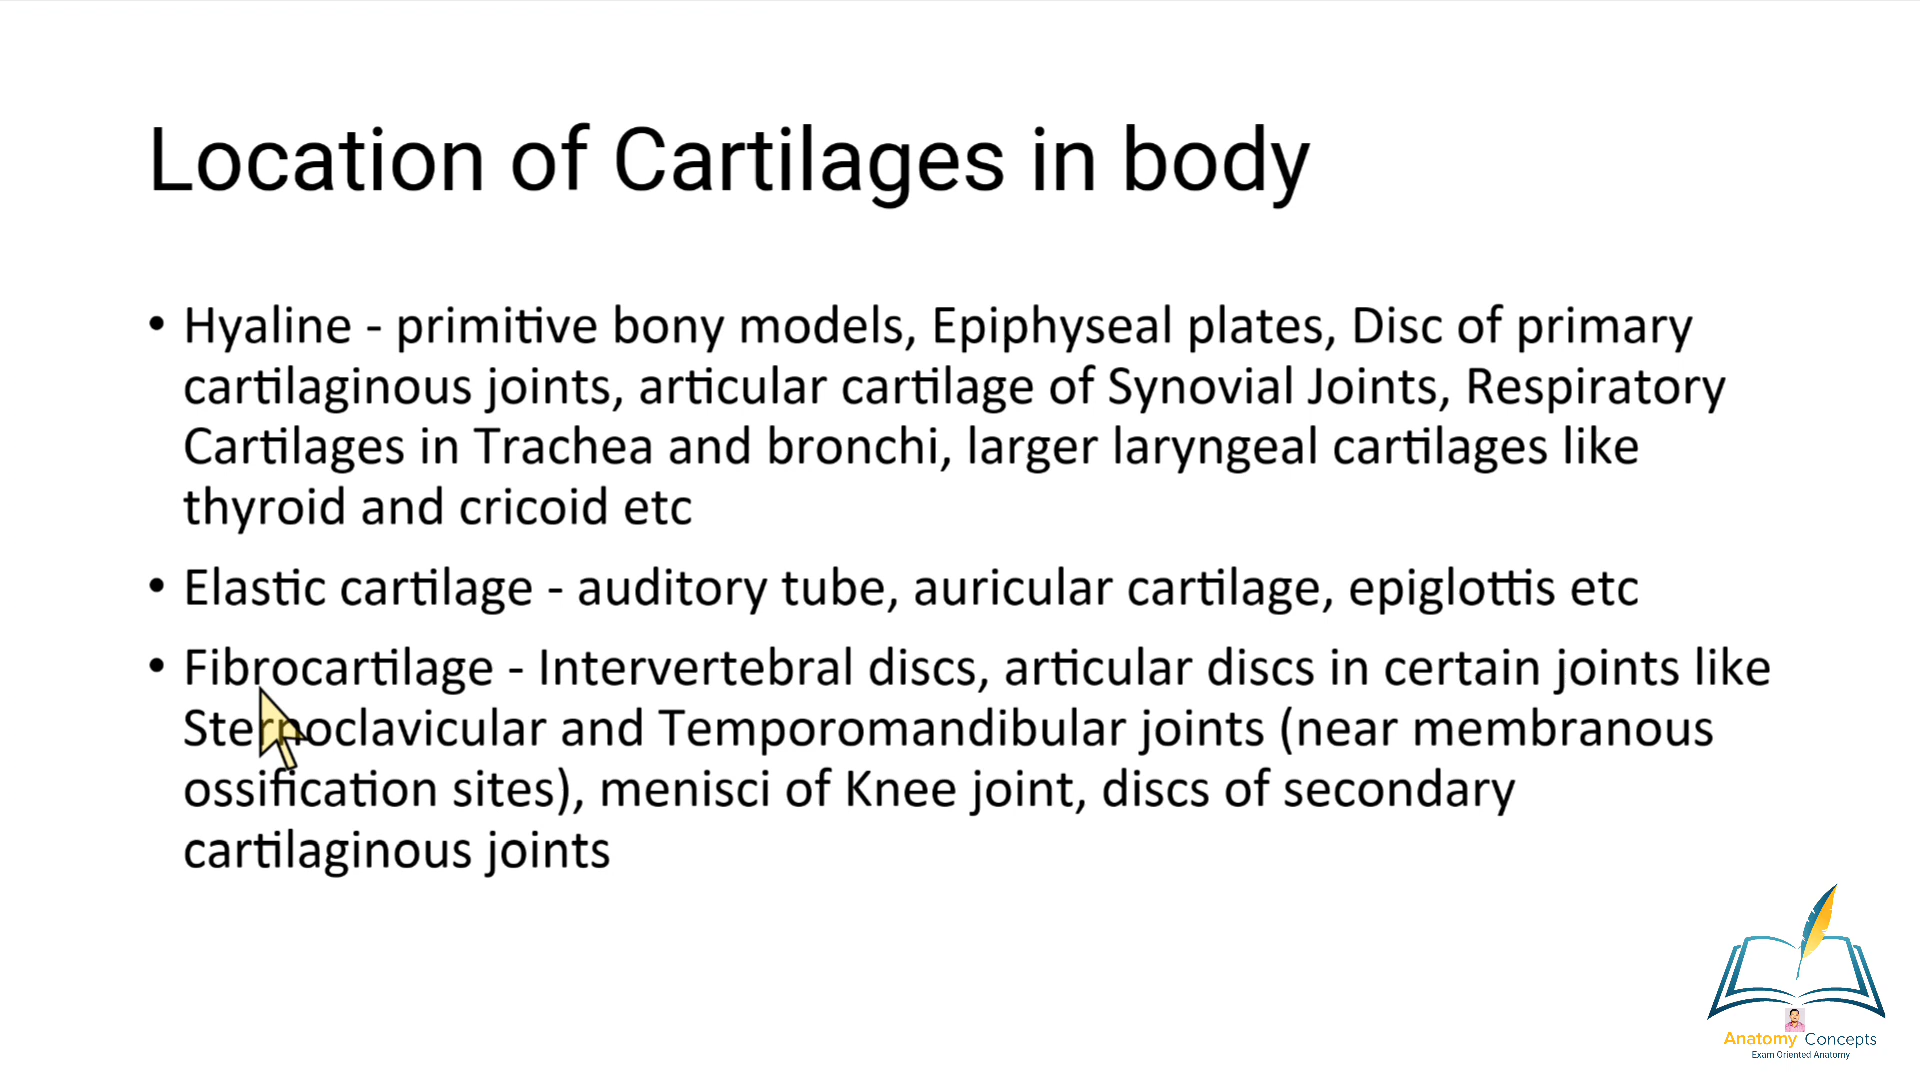 Location of Cartilages in body
• Hyaline - primitive bony models, Epiphyseal plates, Disc of primary
cartilaginous joints, articular cartilage of Synovial Joints, Respiratory
Cartilages in Trachea and bronchi, larger laryngeal cartilages like
thyroid and cricoid etc
• Elastic cartilage - auditory tube, auricular cartilage, epiglottis etc
• Fibrocartilage - Intervertebral discs, articular discs in certain joints like
Sternoclavicular and Temporomandibular joints (near membranous
ossification sites), menisci of Knee joint, discs of secondary
cartilaginous joints
Anatomy Concepts
Exam Oriented Anatomy